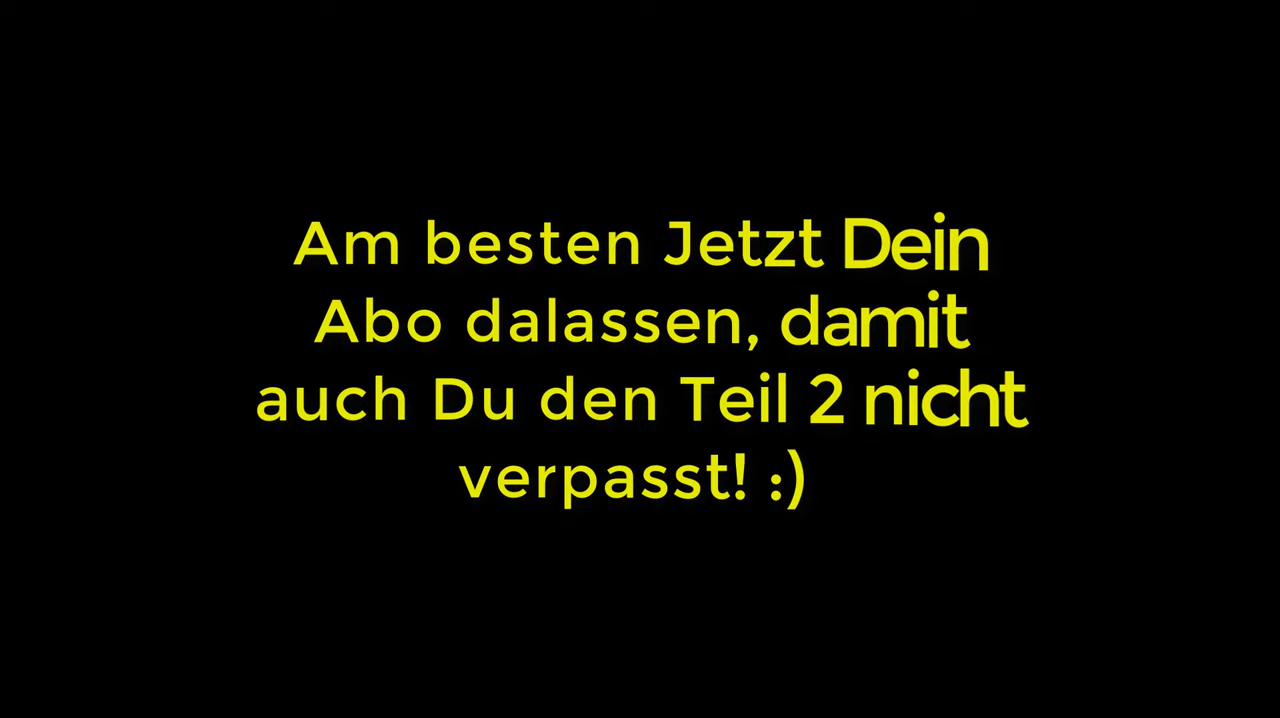 Am besten Jetzt Dein
Abo dalassen, damit
auch Du den Teil 2 nicht
verpasst! :)